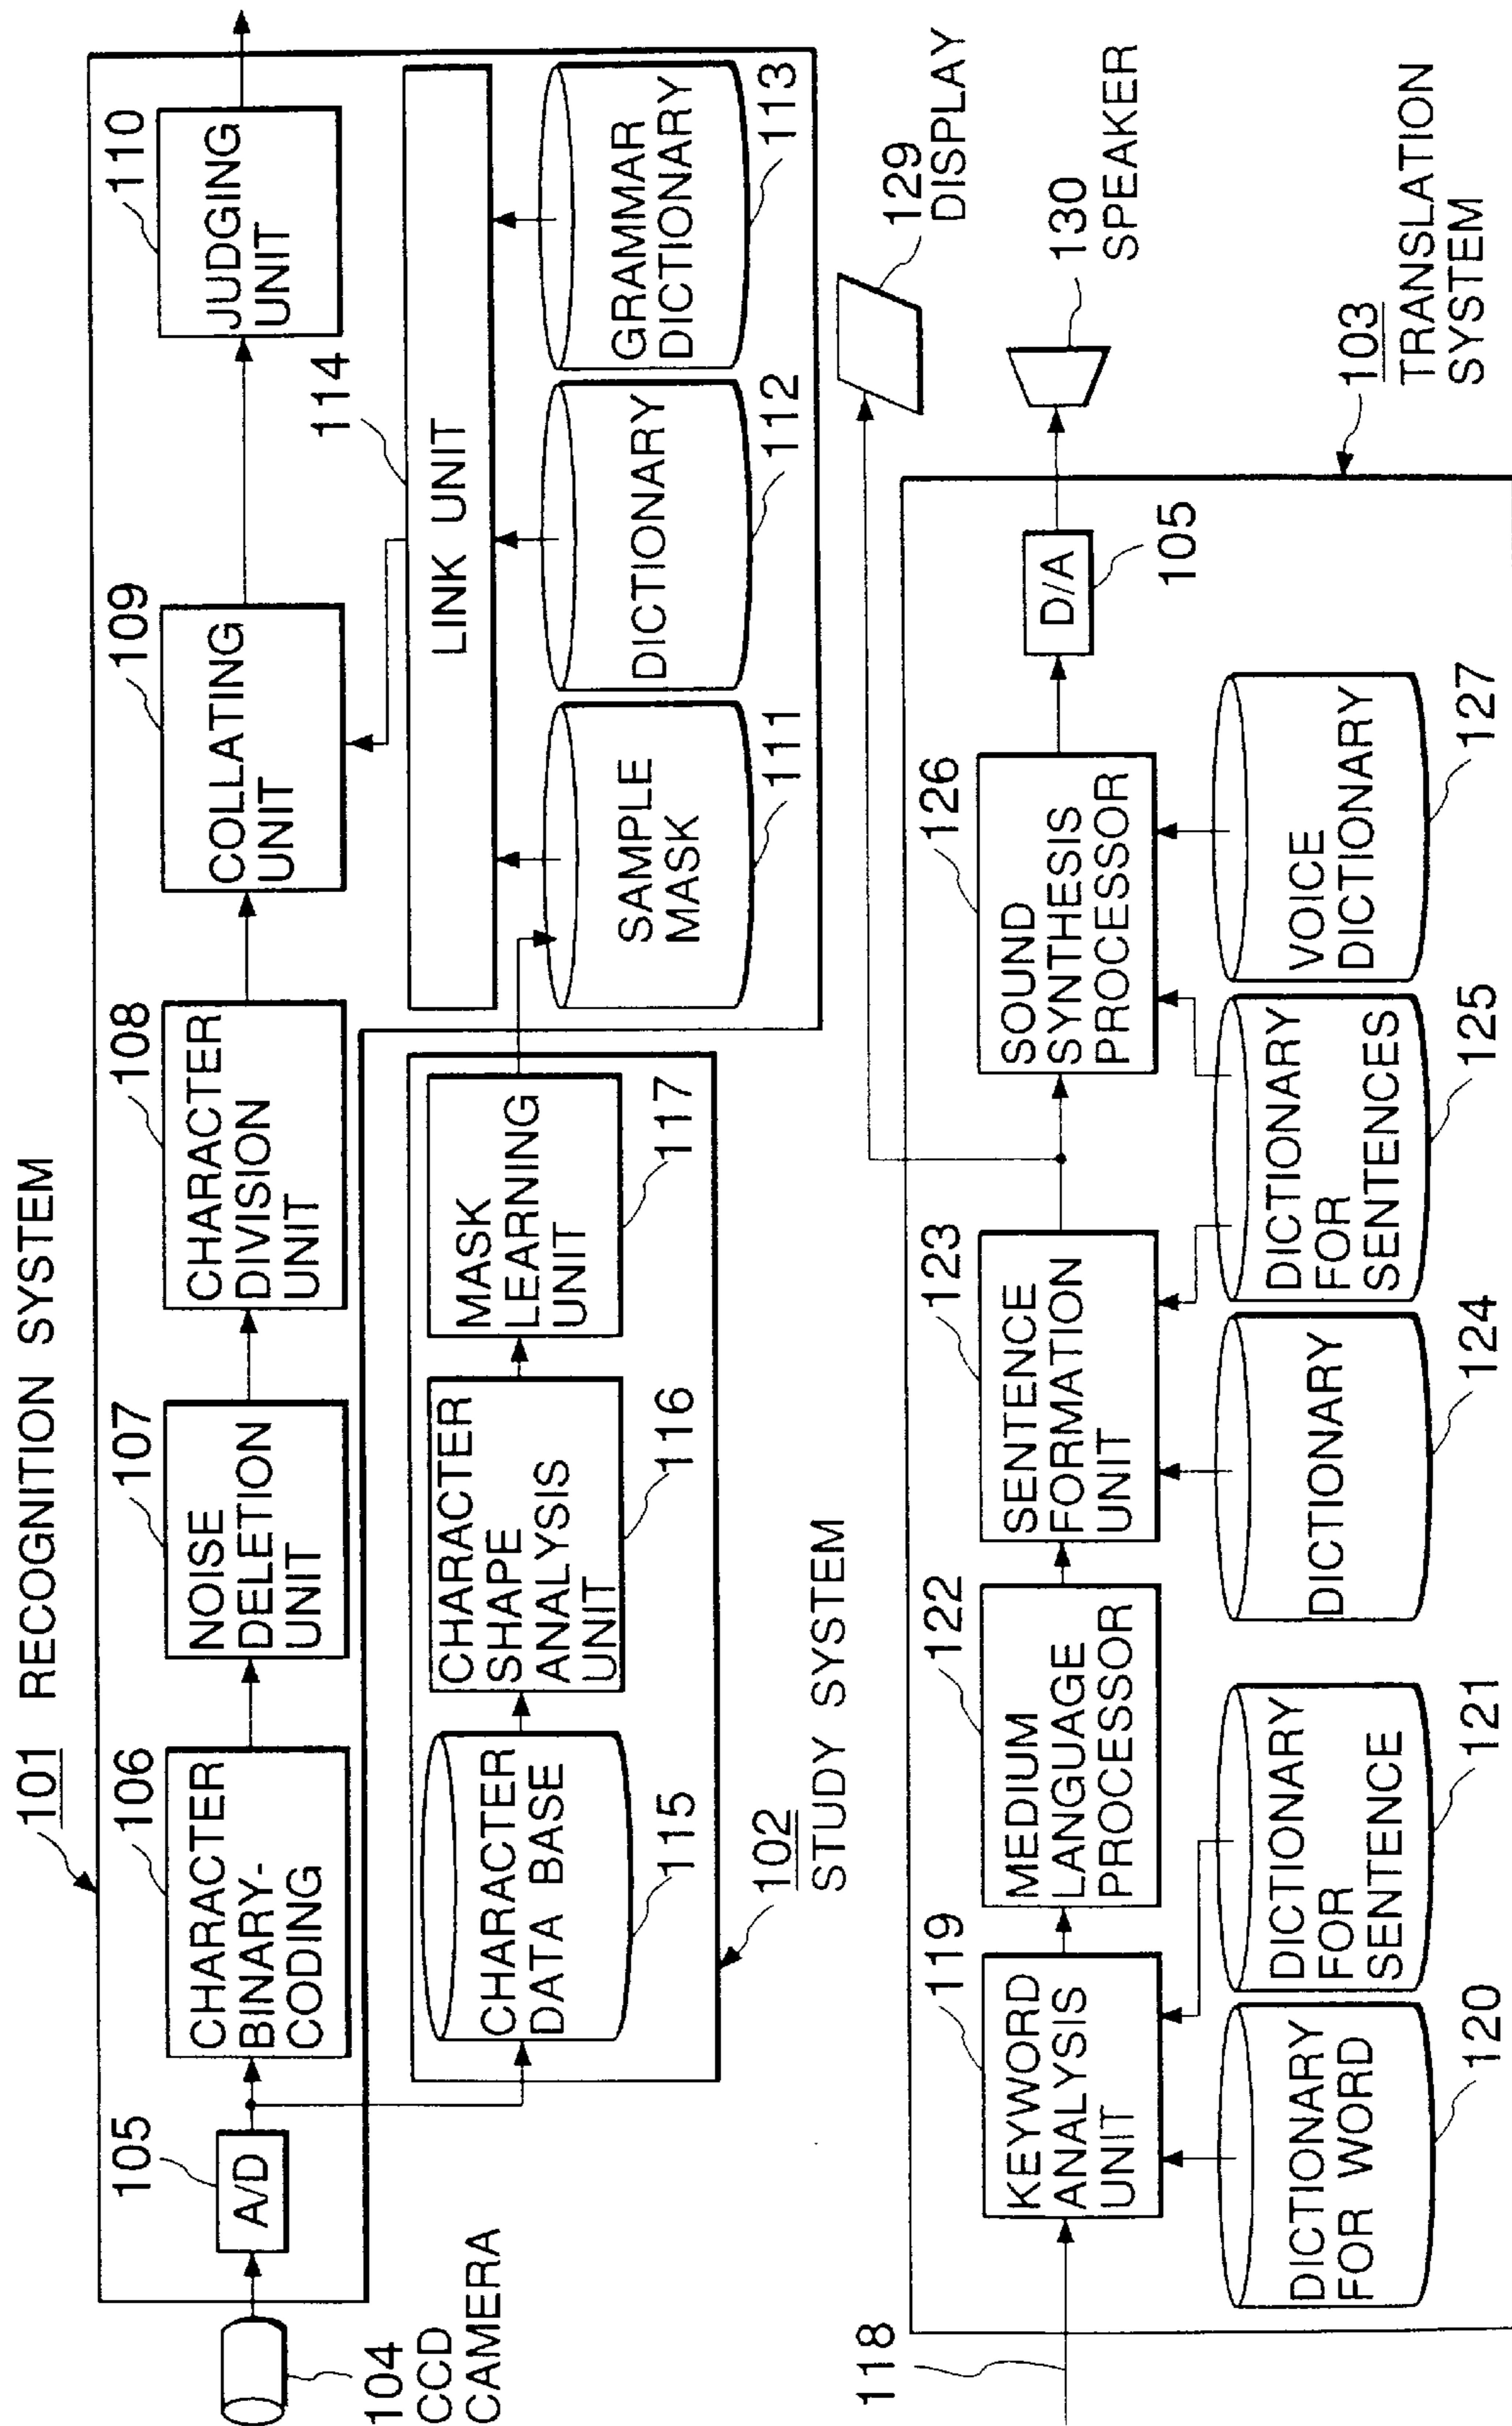 101 RECOGNITION SYSTEM
104
CCD
CAMERA
105
A/D
106
CHARACTER
BINARY-
CODING
107
NOISE
DELETION
UNIT
108
CHARACTER
DIVISION
UNIT
109
COLLATING
UNIT
110
JUDGING
UNIT
114
LINK UNIT
SAMPLE
MASK
111
DICTIONARY
112
GRAMMAR
DICTIONARY
113
CHARACTER
DATA BASE
115
CHARACTER
SHAPE
ANALYSIS
UNIT
116
MASK
LEARNING
UNIT
117
102
STUDY SYSTEM
118
119
KEYWORD
ANALYSIS
UNIT
DICTIONARY
FOR WORD
120
DICTIONARY
FOR
SENTENCE
121
122
MEDIUM
LANGUAGE
PROCESSOR
123
SENTENCE
FORMATION
UNIT
DICTIONARY
124
DICTIONARY
FOR
SENTENCES
125
126
SOUND
SYNTHESIS
PROCESSOR
VOICE
DICTIONARY
127
D/A
105
129
DISPLAY
130
SPEAKER
103
TRANSLATION
SYSTEM